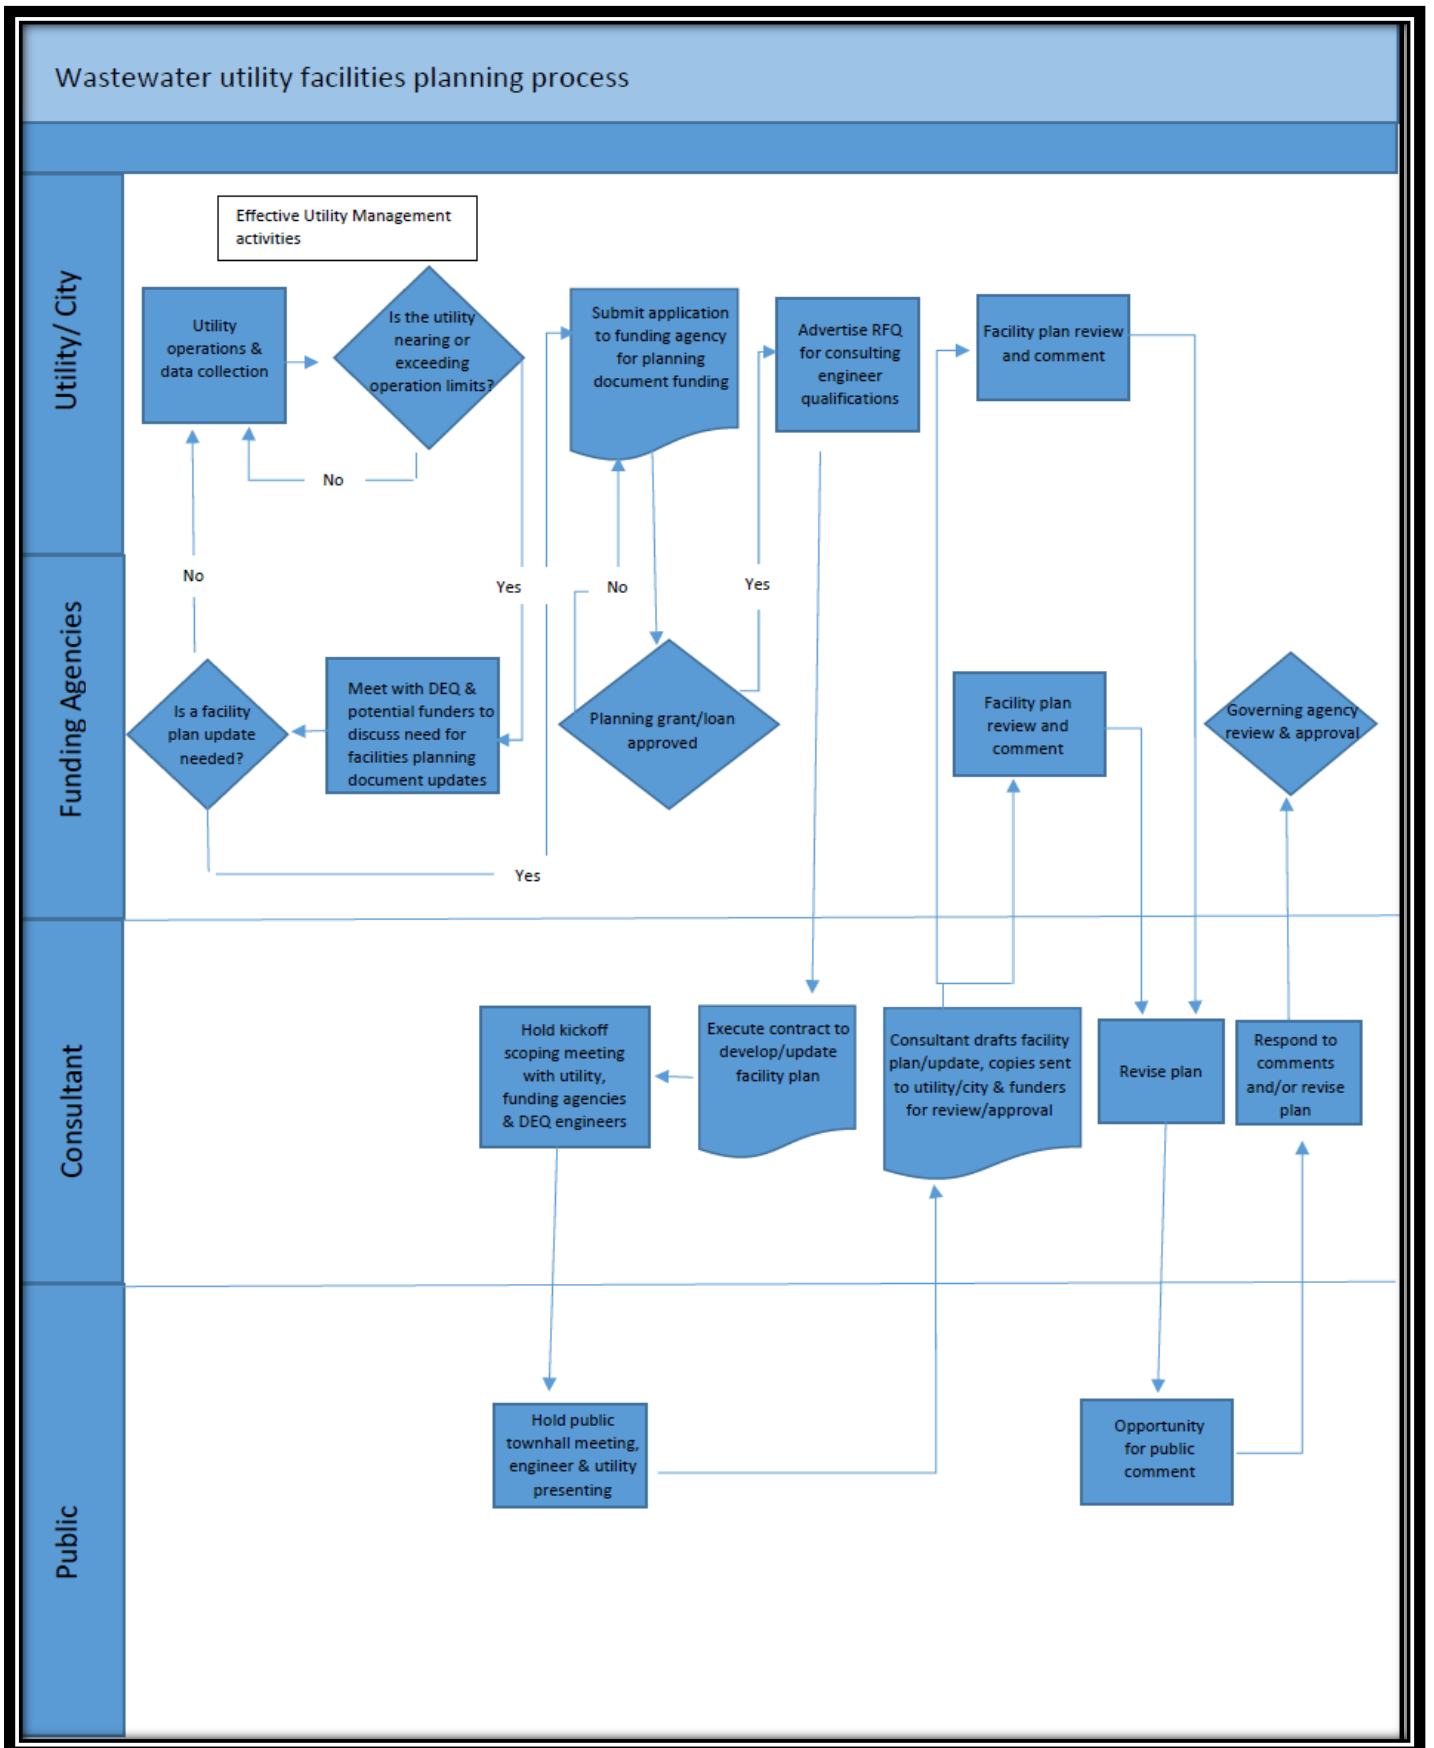 Wastewater utility facilities planning process
Utility/ City
Effective Utility Management
activities
Utility
operations &
data collection
Is the utility
nearing or
exceeding
operation limits?
No
Submit application
to funding agency
for planning
document funding
Advertise RFQ
for consulting
engineer
qualifications
Facility plan review
and comment
Funding Agencies
No
Yes
No
Yes
Is a facility
plan update
needed?
Meet with DEQ &
potential funders to
discuss need for
facilities planning
document updates
Planning grant/loan
approved
Facility plan
review and
comment
Governing agency
review & approval
Yes
Consultant
Hold kickoff
scoping meeting
with utility,
funding agencies
& DEQ engineers
Execute contract to
develop/update
facility plan
Consultant drafts facility
plan/update, copies sent
to utility/city & funders
for review/approval
Revise plan
Respond to
comments
and/or revise
plan
Public
Hold public
townhall meeting,
engineer & utility
presenting
Opportunity
for public
comment